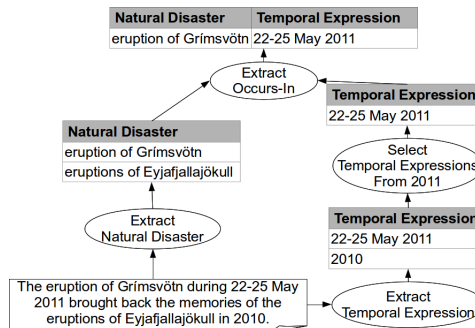 Natural Disaster Temporal Expression
eruption of Grímsvötn 22-25 May 2011
Extract
Occurs-In
Temporal Expression
22-25 May 2011
Natural Disaster
eruption of Grímsvötn
eruptions of Eyjafjallajökull
Select
Temporal Expressions
From 2011
Extract
Natural Disaster
Temporal Expression
22-25 May 2011
2010
The eruption of Grímsvötn during 22-25 May
2011 brought back the memories of the
eruptions of Eyjafjallajökull in 2010.
Extract
Temporal Expression